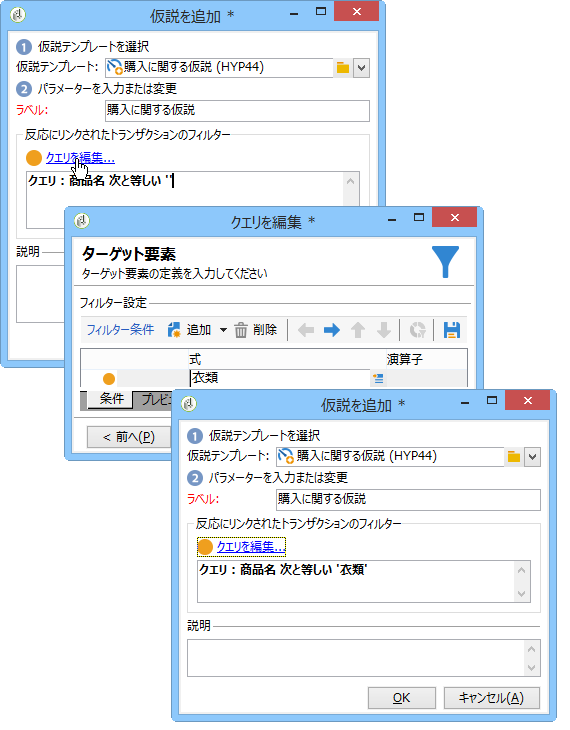 仮説を追加 *
1 仮説テンプレートを選択
仮説テンプレート: 購入に関する仮説 (HYP44)
2 パラメーターを入力または変更
ラベル: 購入に関する仮説
反応にリンクされたトランザクションのフィルター
クエリを編集...
クエリ : 商品名 次と等しい ''
説明
クエリを編集 *
ターゲット要素
ターゲット要素の定義を入力してください
フィルター設定
フィルター条件 追加 削除
式 演算子
衣類
条件 プレビ
< 前へ(P)
仮説を追加 *
1 仮説テンプレートを選択
仮説テンプレート: 購入に関する仮説 (HYP44)
2 パラメーターを入力または変更
ラベル: 購入に関する仮説
反応にリンクされたトランザクションのフィルター
クエリを編集...
クエリ : 商品名 次と等しい '衣類'
説明
OK キャンセル(A)